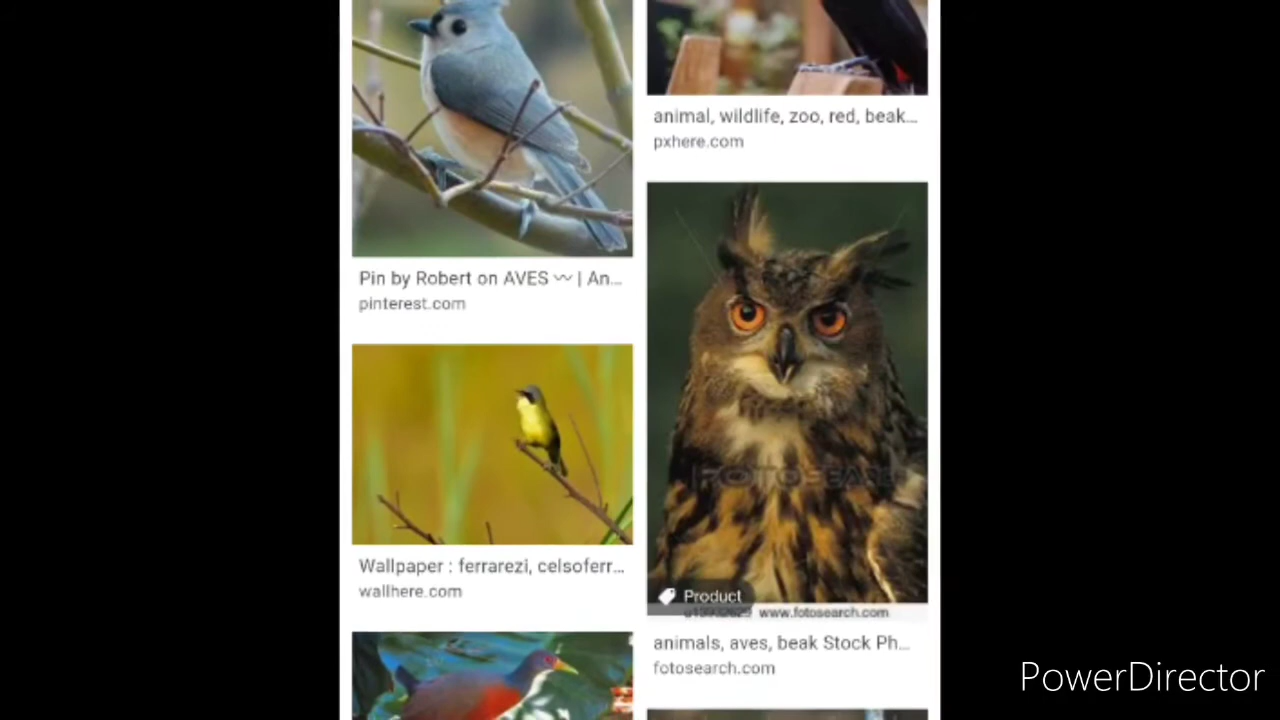 Pin by Robert on AVES 〰 | An...
pinterest.com
Wallpaper : ferrarezi, celsoferr...
wallhere.com
animal, wildlife, zoo, red, beak...
pxhere.com
FOTOSEARCH
Product
www.fotosearch.com
animals, aves, beak Stock Ph...
fotosearch.com
PowerDirector